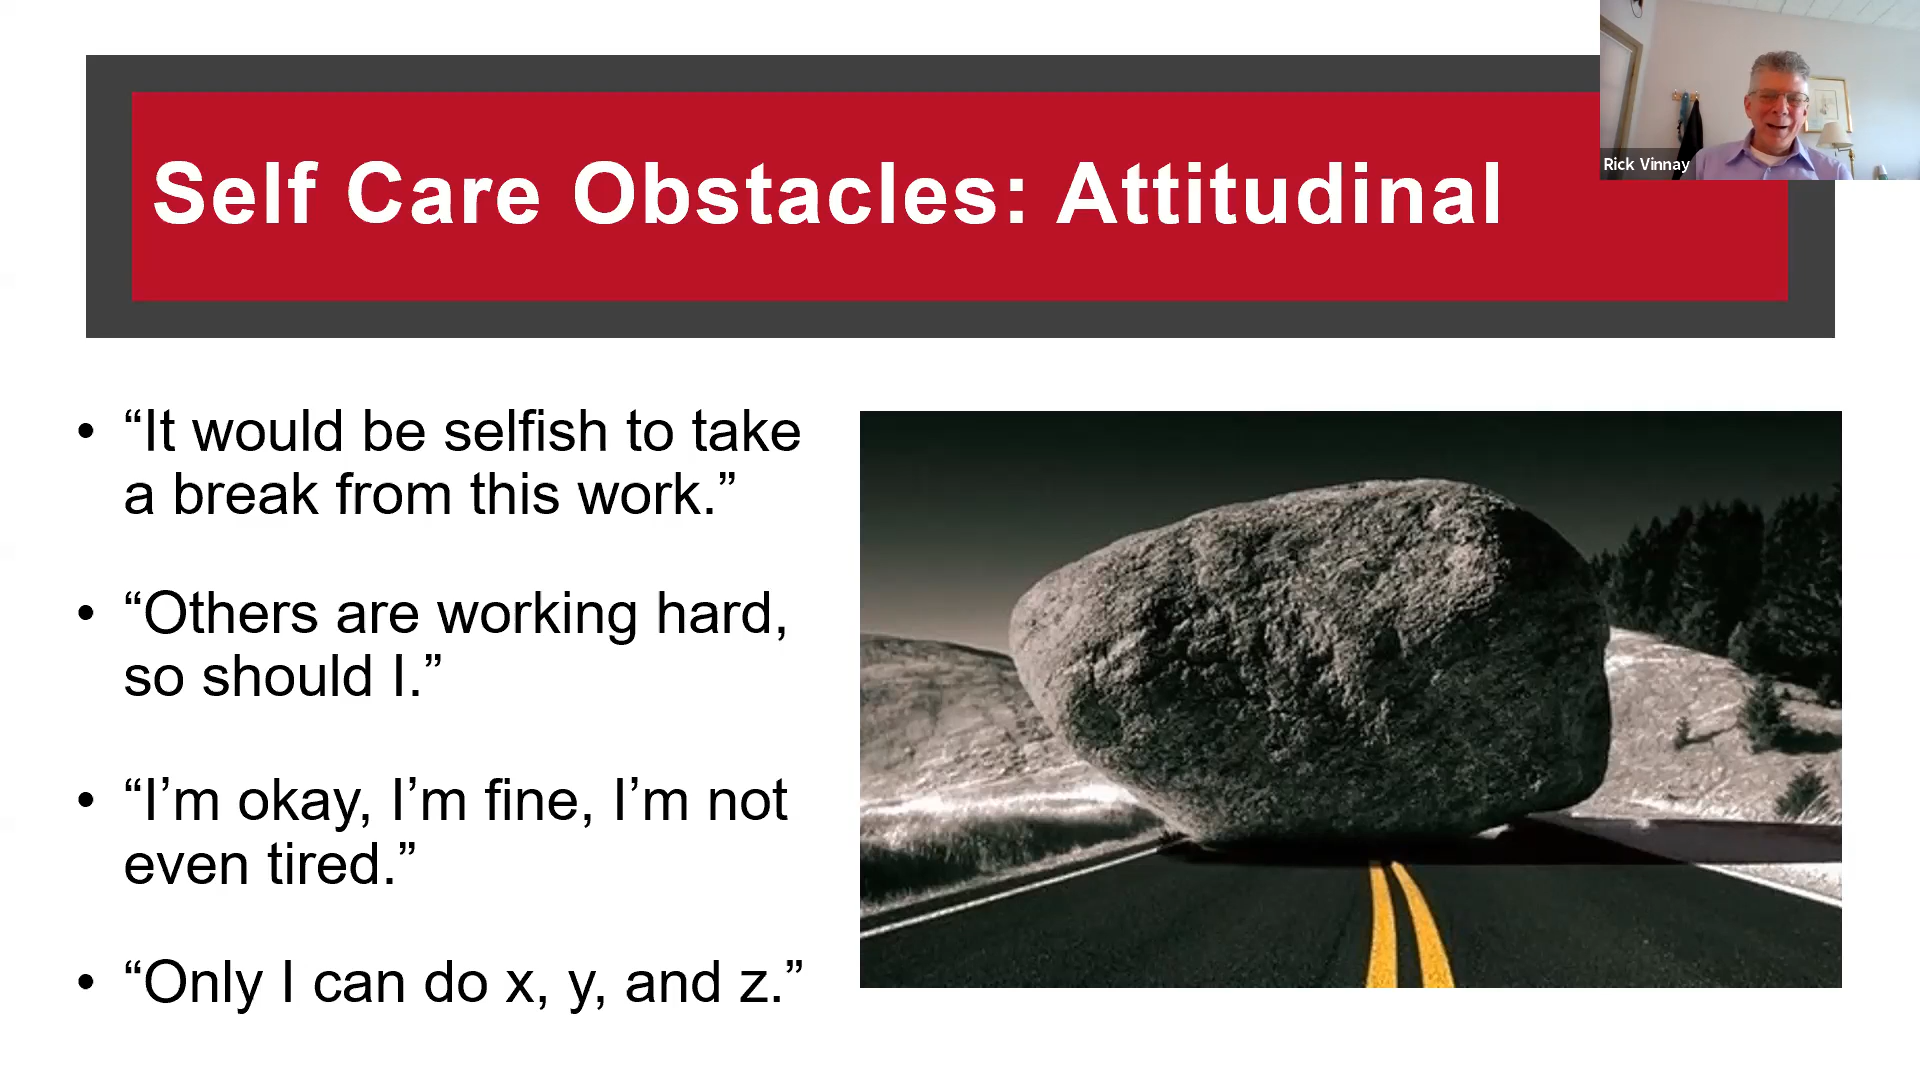 Self Care Obstacles: Attitudinal
Rick Vinnay
• “It would be selfish to take
a break from this work.”
• “Others are working hard,
so should I.”
• “I’m okay, I’m fine, I’m not
even tired.”
• “Only I can do x, y, and z.”